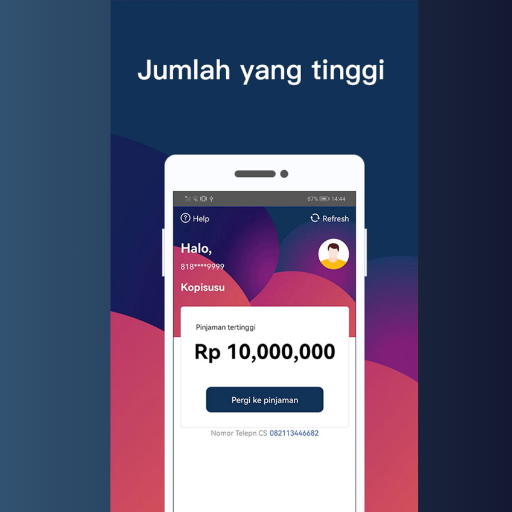 Jumlah yang tinggi
87% 14:44
Help
Refresh
Halo,
818****9999
Kopisusu
Pinjaman tertinggi
Rp 10,000,000
Pergi ke pinjaman
Nomor Telepn CS 082113446682